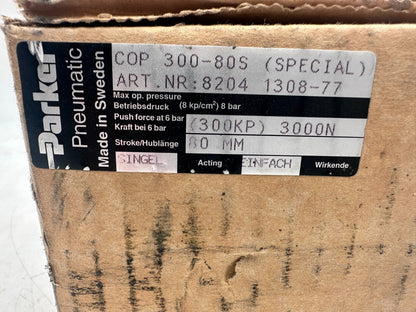 Parker
Pneumatic
Made in Sweden
COP 300-80S (SPECIAL)
ART.NR:8204 1308-77
Max op. pressure
Betriebsdruck (8 kp/cm²) 8 bar
Push force at 6 bar
Kraft bei 6 bar
(300KP) 3000N
Stroke/Hublänge 80 MM
SINGEL Acting EINFACH Wirkende